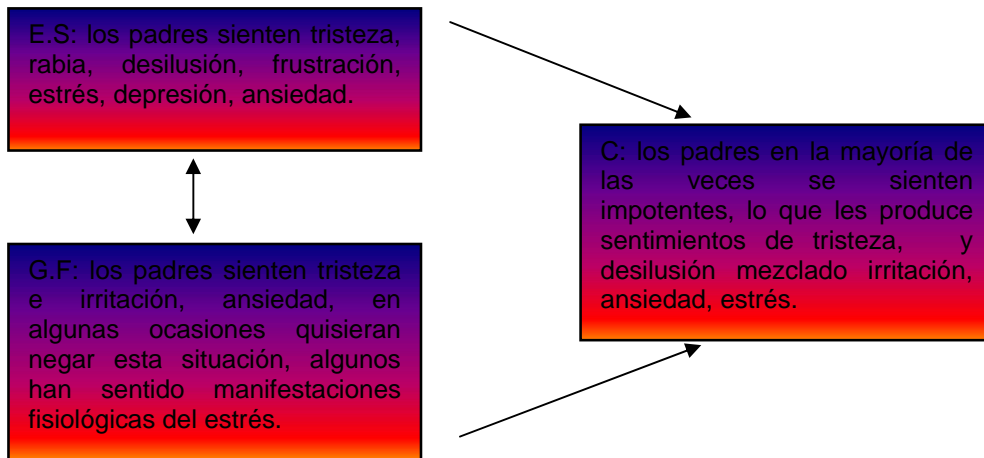 E.S: los padres sienten tristeza,
rabia, desilusión, frustración,
estrés, depresión, ansiedad.
G.F: los padres sienten tristeza
e irritación, ansiedad, en
algunas ocasiones quisieran
negar esta situación, algunos
han sentido manifestaciones
fisiológicas del estrés.
C: los padres en la mayoría de
las veces se sienten
impotentes, lo que les produce
sentimientos de tristeza, y
desilusión mezclado irritación,
ansiedad, estrés.